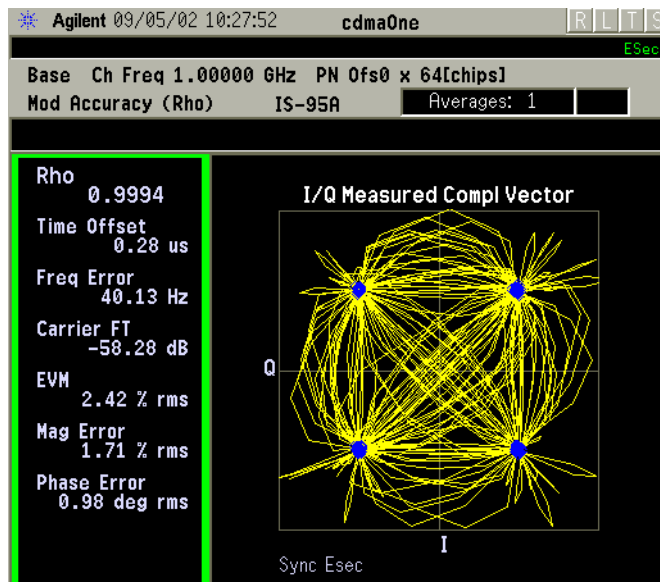 Agilent 09/05/02 10:27:52 cdmaOne R L T S
ESec
Base Ch Freq 1.00000 GHz PN Ofs0 x 64[chips]
Mod Accuracy (Rho) IS-95A Averages: 1
Rho
0.9994
Time Offset
0.28 us
Freq Error
40.13 Hz
Carrier FT
-58.28 dB
EVM
2.42 % rms
Mag Error
1.71 % rms
Phase Error
0.98 deg rms
I/Q Measured Compl Vector
Q
I
Sync Esec